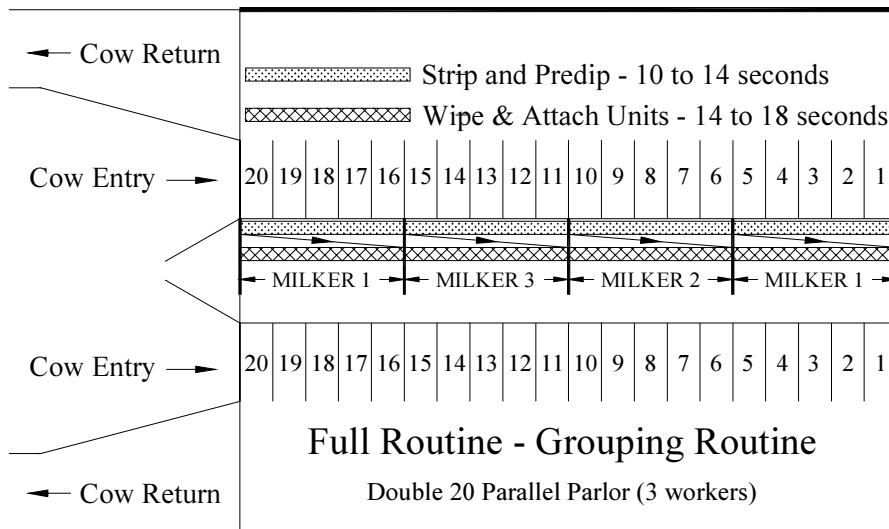 Cow Return
Strip and Predip - 10 to 14 seconds
Wipe & Attach Units - 14 to 18 seconds
Cow Entry
20 19 18 17 16 15 14 13 12 11 10 9 8 7 6 5 4 3 2 1
MILKER 1 MILKER 3 MILKER 2 MILKER 1
Cow Entry
20 19 18 17 16 15 14 13 12 11 10 9 8 7 6 5 4 3 2 1
Full Routine - Grouping Routine
Cow Return
Double 20 Parallel Parlor (3 workers)